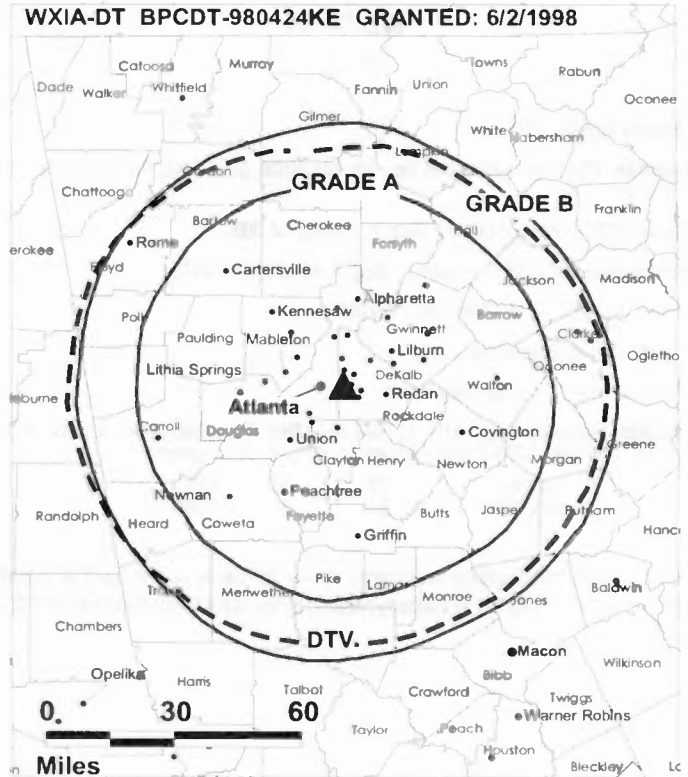 WXIA-DT BPCDT-980424KE GRANTED: 6/2/1998
Catoosa
Murray
Towns
Rabun
Dade
Walker
Whitfield
Fannin
Union
Oconee
Gilmer
White
Habersham
Lumpkin
Gordon
GRADE A
GRADE B
Chattooga
Franklin
Bartow
Cherokee
Hall
Forsyth
erokee
Rome
Floyd
Cartersville
Jackson
Madison
Alpharetta
Kennesaw
Polk
Barrow
Gwinnett
Clarke
Paulding
Mableton
Lilburn
Oconee
Ogletho
Lithia Springs
DeKalb
Walton
eburne
Atlanta
Redan
Rockdale
Carroll
Douglas
Union
Covington
Greene
Clayton
Henry
Newton
Morgan
Newnan
Peachtree
Randolph
Heard
Coweta
Fayette
Butts
Jasper
Putnam
Hanc
Griffin
Pike
Lamar
Baldwin
Troup
Meriwether
Monroe
Jones
Chambers
DTV.
Macon
Wilkinson
Opelika
Harris
Talbot
Bibb
Crawford
Twiggs
0 30 60
Warner Robins
Taylor
Peach
Houston
Miles
Bleckley